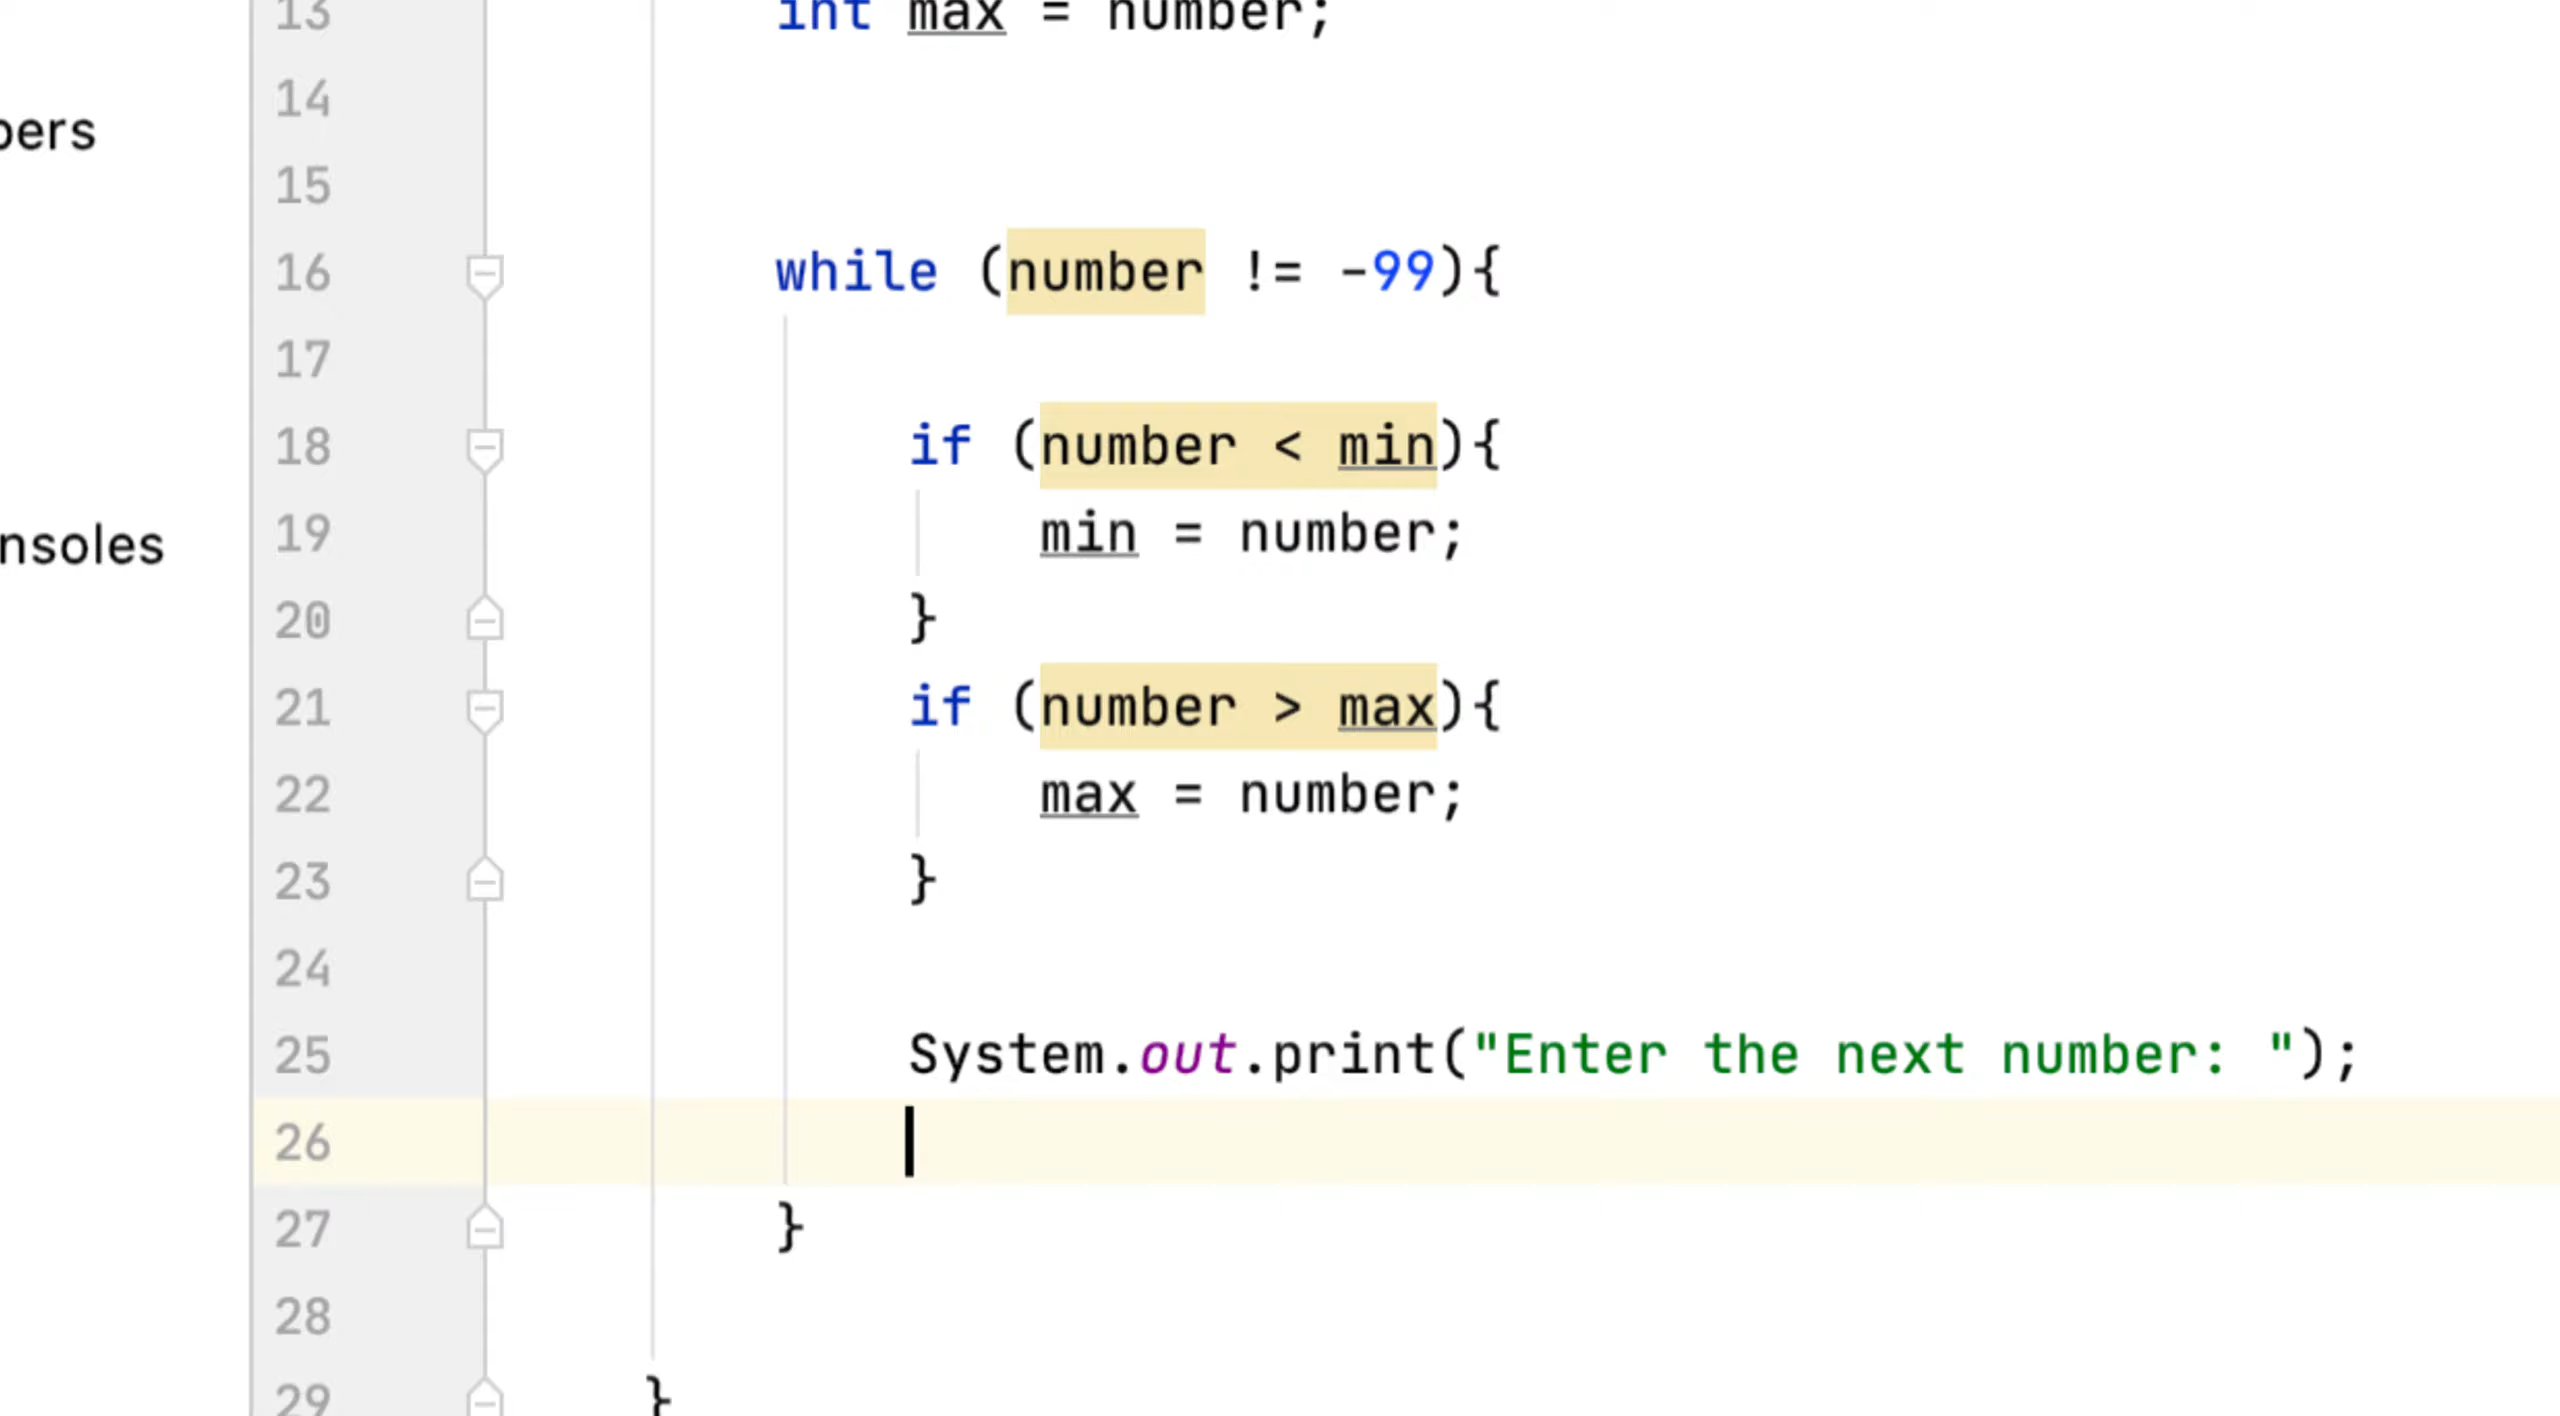 bers
nsoles
13 int max = number;
14
15
16 while (number != -99){
17
18 if (number < min){
19 min = number;
20 }
21 if (number > max){
22 max = number;
23 }
24
25 System.out.print("Enter the next number: ");
26
27 }
28
29 }